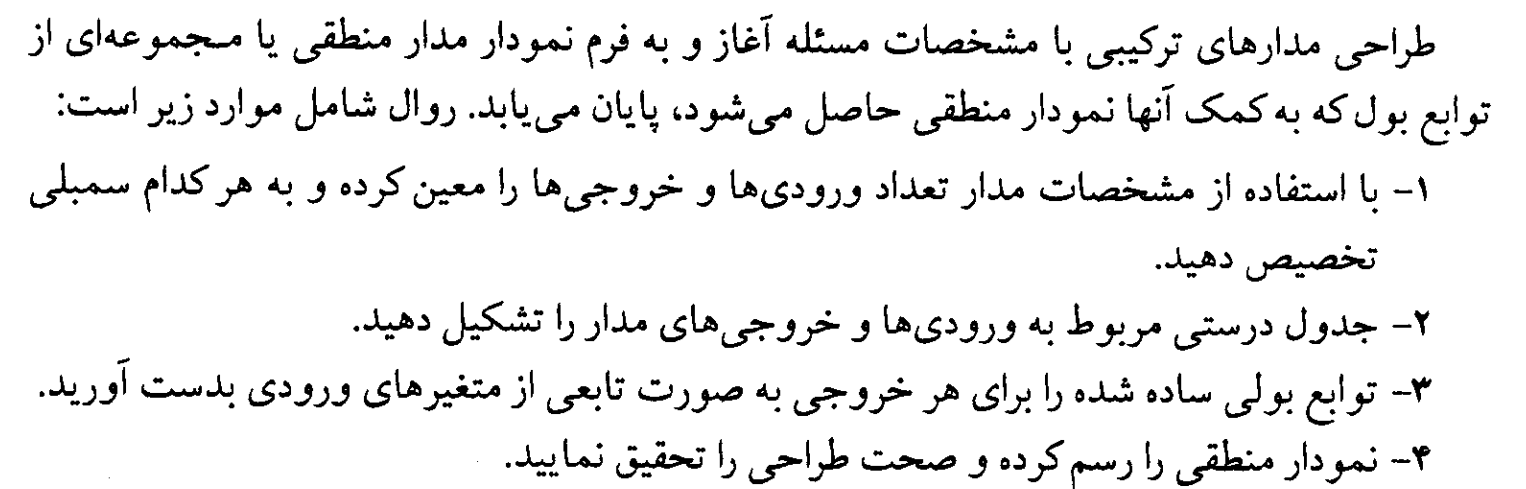 طراحی مدارهای ترکیبی با مشخصات مسئله آغاز و به فرم نمودار مدار منطقی یا مجموعه‌ای از
توابع بول که به کمک آنها نمودار منطقی حاصل می‌شود، پایان می‌یابد. روال شامل موارد زیر است:
۱- با استفاده از مشخصات مدار تعداد ورودی‌ها و خروجی‌ها را معین کرده و به هر کدام سمبلی
تخصیص دهید.
۲- جدول درستی مربوط به ورودی‌ها و خروجی‌های مدار را تشکیل دهید.
۳- توابع بولی ساده شده را برای هر خروجی به صورت تابعی از متغیرهای ورودی بدست آورید.
۴- نمودار منطقی را رسم کرده و صحت طراحی را تحقیق نمایید.